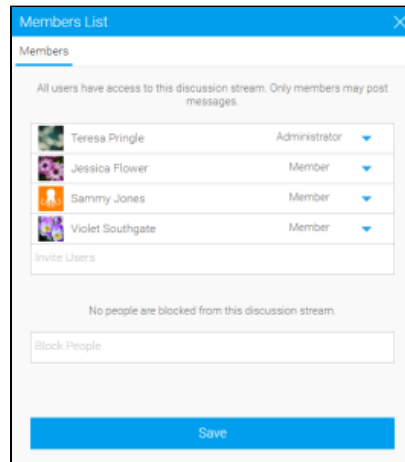 Members List
Members
All users have access to this discussion stream. Only members may post
messages.
Teresa Pringle Administrator
Jessica Flower Member
Sammy Jones Member
Violet Southgate Member
Invite Users
No people are blocked from this discussion stream.
Block People
Save